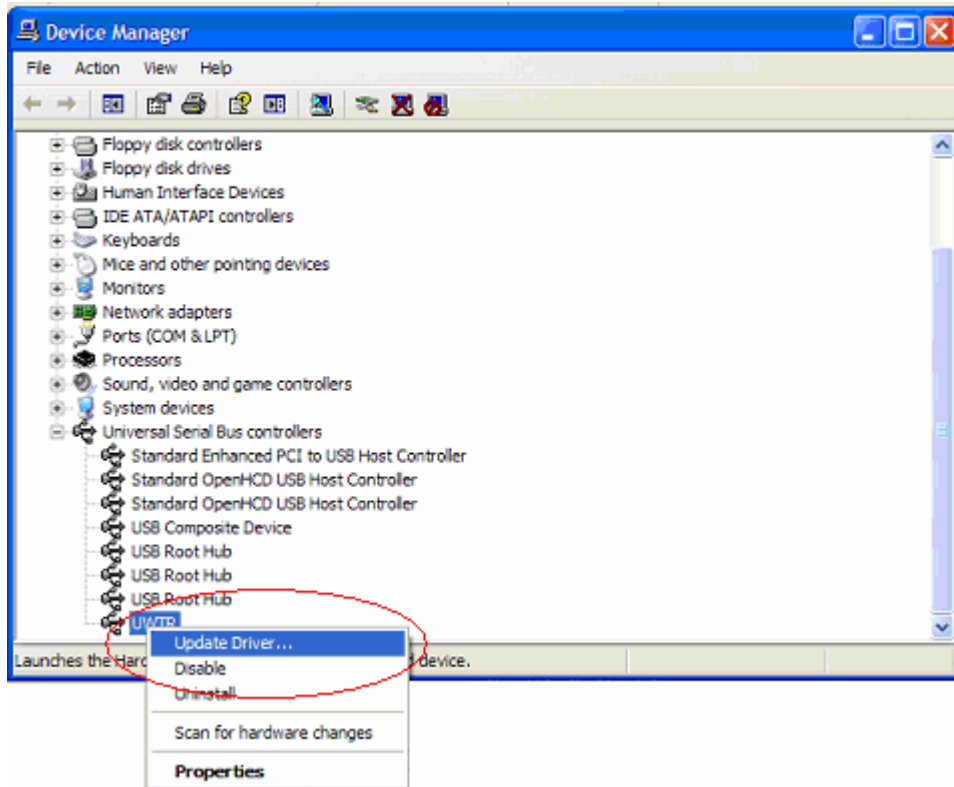 Device Manager
File Action View Help
Floppy disk controllers
Floppy disk drives
Human Interface Devices
IDE ATA/ATAPI controllers
Keyboards
Mice and other pointing devices
Monitors
Network adapters
Ports (COM & LPT)
Processors
Sound, video and game controllers
System devices
Universal Serial Bus controllers
Standard Enhanced PCI to USB Host Controller
Standard OpenHCD USB Host Controller
Standard OpenHCD USB Host Controller
USB Composite Device
USB Root Hub
USB Root Hub
USB Root Hub
UWTR
Update Driver...
Launches the device.
Disable
Uninstall
Scan for hardware changes
Properties